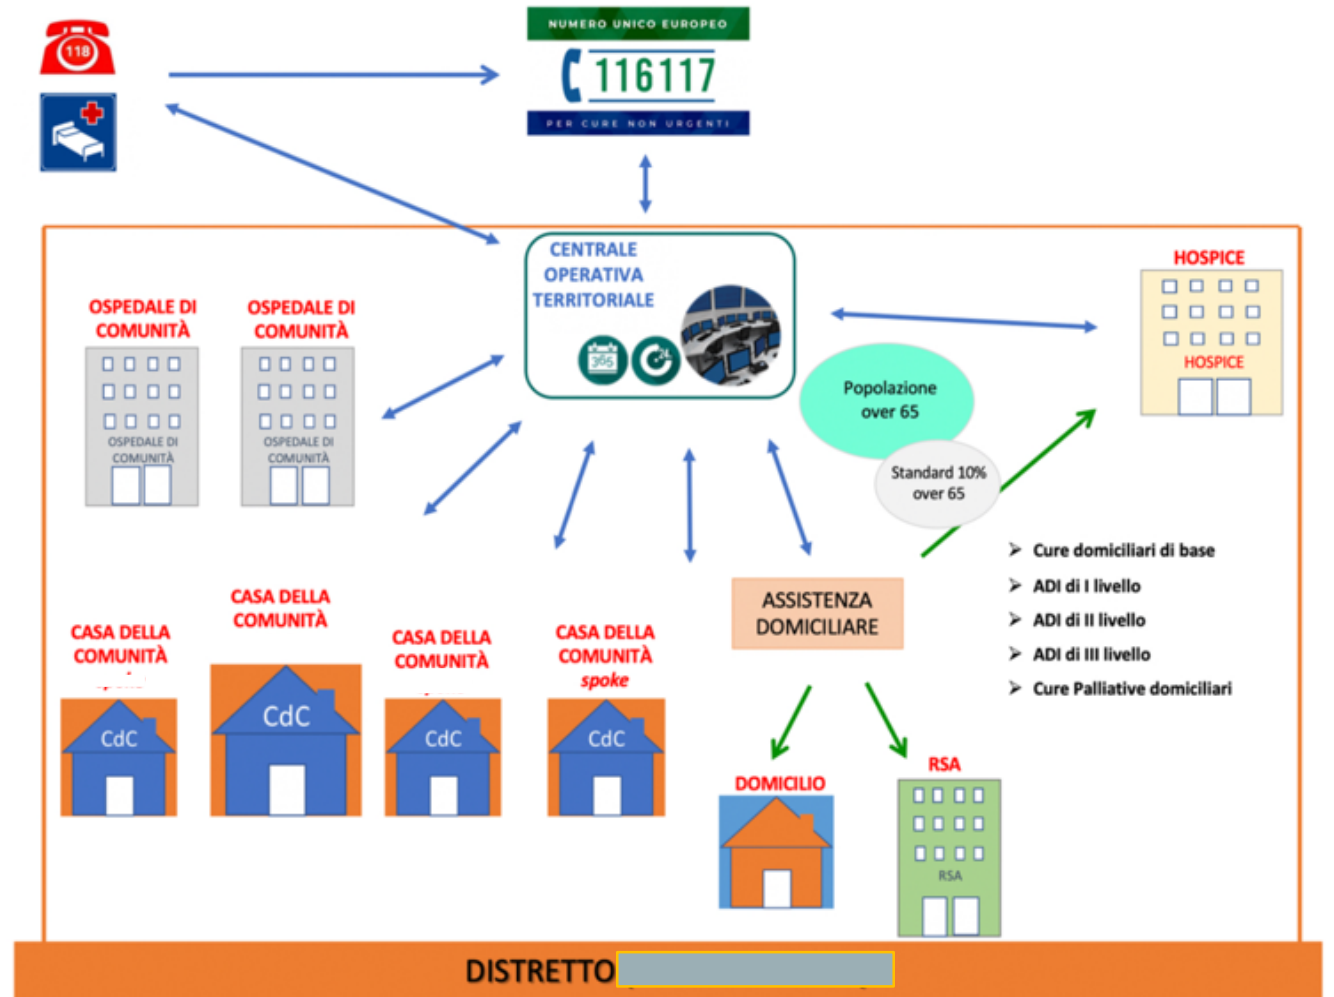 118
NUMERO UNICO EUROPEO
116117
PER CURE NON URGENTI
CENTRALE
OPERATIVA
TERRITORIALE
365
24
HOSPICE
HOSPICE
OSPEDALE DI
COMUNITÀ
OSPEDALE DI
COMUNITÀ
OSPEDALE DI
COMUNITÀ
OSPEDALE DI
COMUNITÀ
Popolazione
over 65
Standard 10%
over 65
Cure domiciliari di base
ADI di I livello
ADI di II livello
ADI di III livello
Cure Palliative domiciliari
ASSISTENZA
DOMICILIARE
CASA DELLA
COMUNITÀ
CdC
CASA DELLA
COMUNITÀ
CdC
CASA DELLA
COMUNITÀ
CdC
CASA DELLA
COMUNITÀ
spoke
CdC
DOMICILIO
RSA
RSA
DISTRETTO